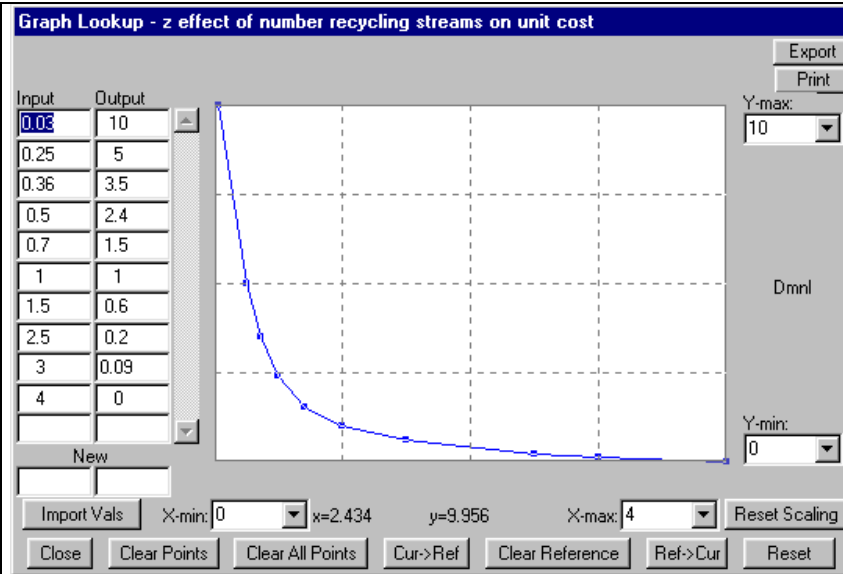 Graph Lookup - z effect of number recycling streams on unit cost
Export
Print
Input Output
0.03 10
0.25 5
0.36 3.5
0.5 2.4
0.7 1.5
1 1
1.5 0.6
2.5 0.2
3 0.09
4 0
New
Y-max:
10
Dmnl
Y-min:
0
Import Vals X-min: 0 x=2.434 y=9.956 X-max: 4 Reset Scaling
Close Clear Points Clear All Points Cur->Ref Clear Reference Ref->Cur Reset